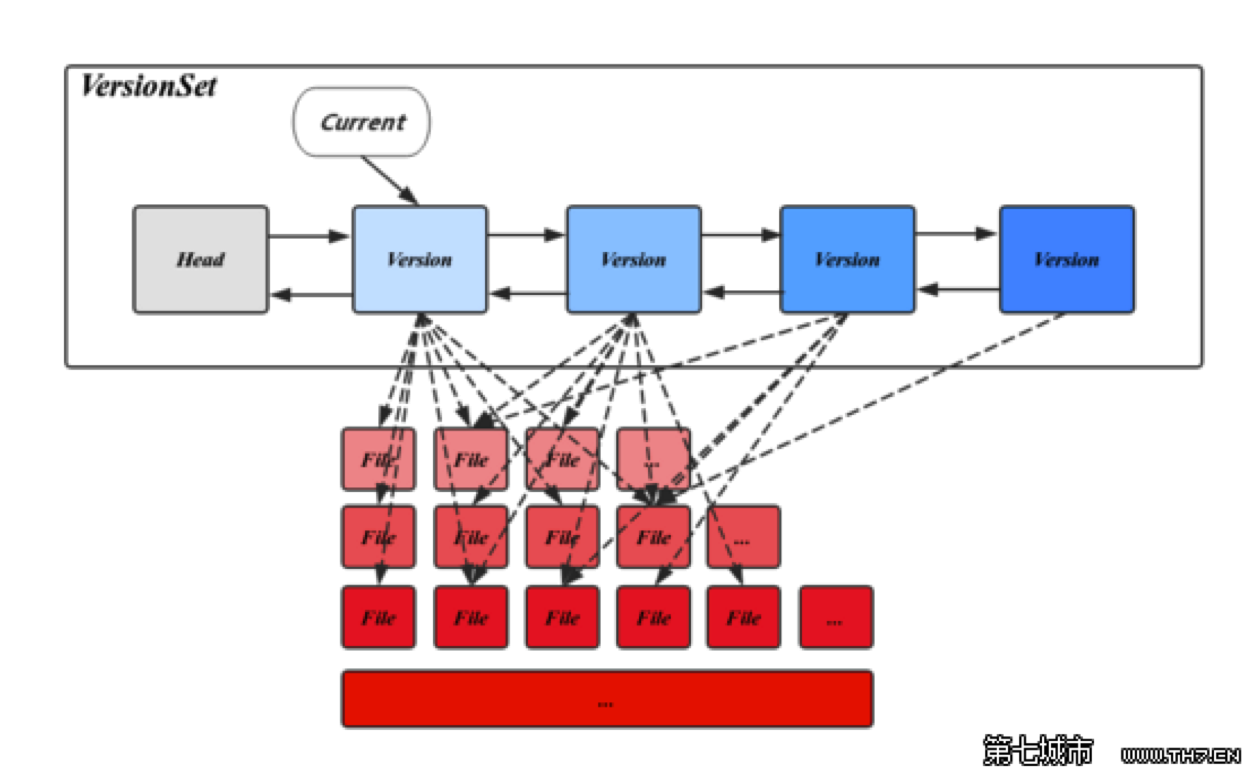 VersionSet
Current
Head Version Version Version Version
File File File ...
File File File File ...
File File File File File ...
...
第七城市 WWW.TH7.CN